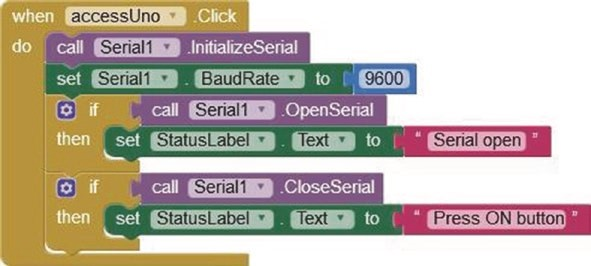 when accessUno .Click
do call Serial1 .InitializeSerial
set Serial1 . BaudRate to 9600
if call Serial1 .OpenSerial
then set StatusLabel . Text to " Serial open "
if call Serial1 .CloseSerial
then set StatusLabel . Text to " Press ON button "